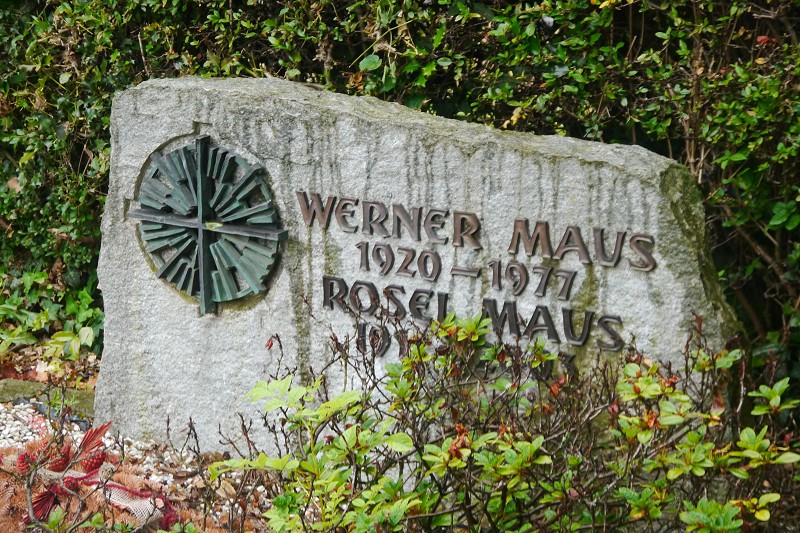 WERNER MAUS
1920 – 1977
ROSEL MAUS